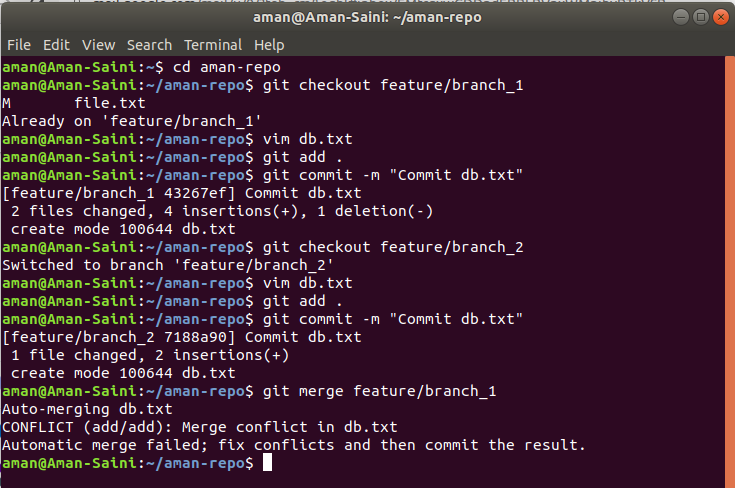 aman@Aman-Saini: ~/aman-repo
File Edit View Search Terminal Help
aman@Aman-Saini:~$ cd aman-repo
aman@Aman-Saini:~/aman-repo$ git checkout feature/branch_1
M       file.txt
Already on 'feature/branch_1'
aman@Aman-Saini:~/aman-repo$ vim db.txt
aman@Aman-Saini:~/aman-repo$ git add .
aman@Aman-Saini:~/aman-repo$ git commit -m "Commit db.txt"
[feature/branch_1 43267ef] Commit db.txt
 2 files changed, 4 insertions(+), 1 deletion(-)
 create mode 100644 db.txt
aman@Aman-Saini:~/aman-repo$ git checkout feature/branch_2
Switched to branch 'feature/branch_2'
aman@Aman-Saini:~/aman-repo$ vim db.txt
aman@Aman-Saini:~/aman-repo$ git add .
aman@Aman-Saini:~/aman-repo$ git commit -m "Commit db.txt"
[feature/branch_2 7188a90] Commit db.txt
 1 file changed, 2 insertions(+)
 create mode 100644 db.txt
aman@Aman-Saini:~/aman-repo$ git merge feature/branch_1
Auto-merging db.txt
CONFLICT (add/add): Merge conflict in db.txt
Automatic merge failed; fix conflicts and then commit the result.
aman@Aman-Saini:~/aman-repo$